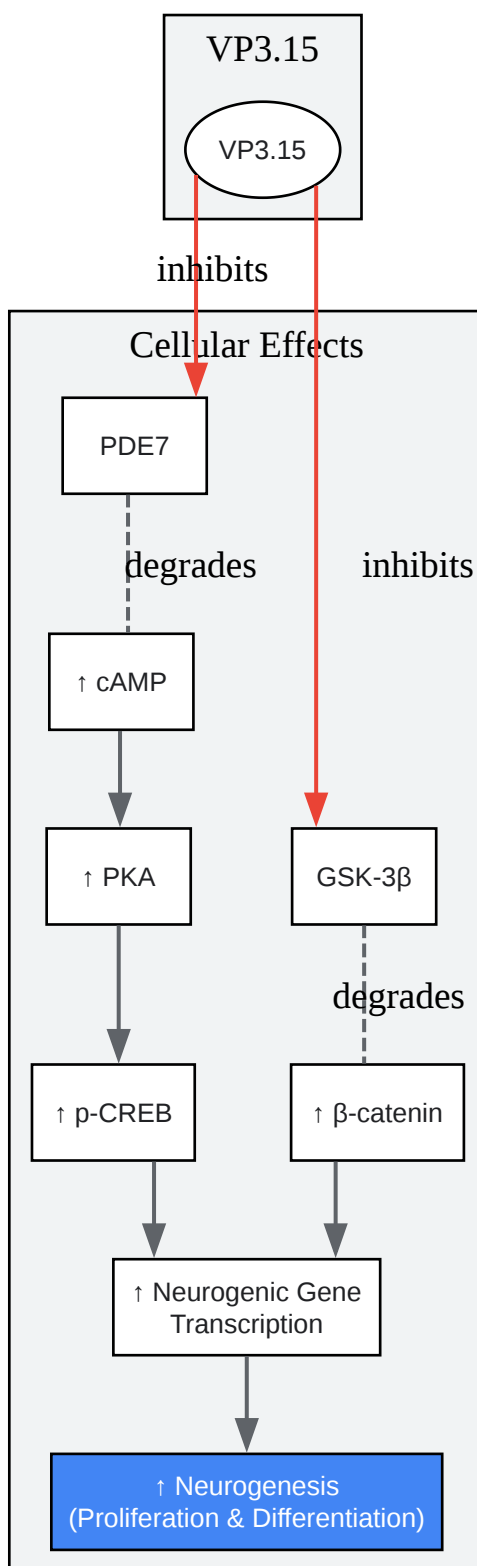 VP3.15
VP3.15
inhibits
Cellular Effects
PDE7
degrades
inhibits
↑ cAMP
↑ PKA
GSK-3β
degrades
↑ p-CREB
↑ β-catenin
↑ Neurogenic Gene
Transcription
↑ Neurogenesis
(Proliferation & Differentiation)